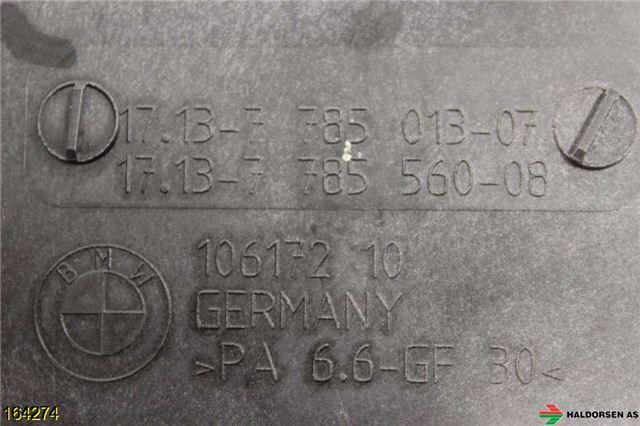 17.13-7 785 013-07
17.13-7 785 560-08
BMW
106172 10
GERMANY
>PA 6.6-GF 30<
164274
HALDORSEN AS